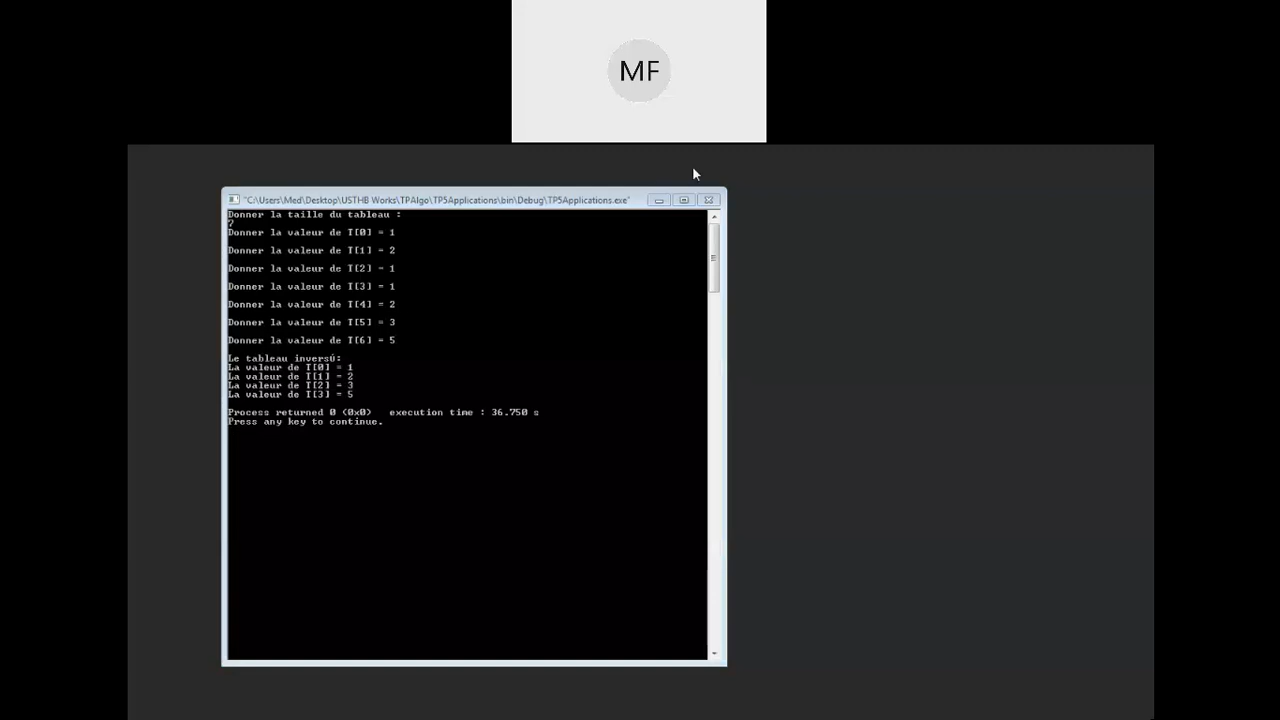 MF
"C:\Users\Med\Desktop\USTHB Works\TPAlgo\TP5Applications\bin\Debug\TP5Applications.exe"
Donner la taille du tableau :
7
Donner la valeur de T[0] = 1
Donner la valeur de T[1] = 2
Donner la valeur de T[2] = 1
Donner la valeur de T[3] = 1
Donner la valeur de T[4] = 2
Donner la valeur de T[5] = 3
Donner la valeur de T[6] = 5
Le tableau inversÚ:
La valeur de T[0] = 1
La valeur de T[1] = 2
La valeur de T[2] = 3
La valeur de T[3] = 5
Process returned 0 (0x0)   execution time : 36.750 s
Press any key to continue.